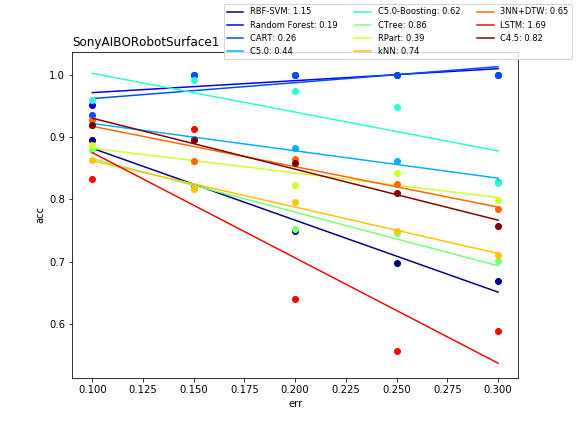 RBF-SVM: 1.15
Random Forest: 0.19
CART: 0.26
C5.0: 0.44
C5.0-Boosting: 0.62
CTree: 0.86
RPart: 0.39
kNN: 0.74
3NN+DTW: 0.65
LSTM: 1.69
C4.5: 0.82
SonyAIBORobotSurface1
1.0
0.9
0.8
0.7
0.6
acc
0.100
0.125
0.150
0.175
0.200
0.225
0.250
0.275
0.300
err